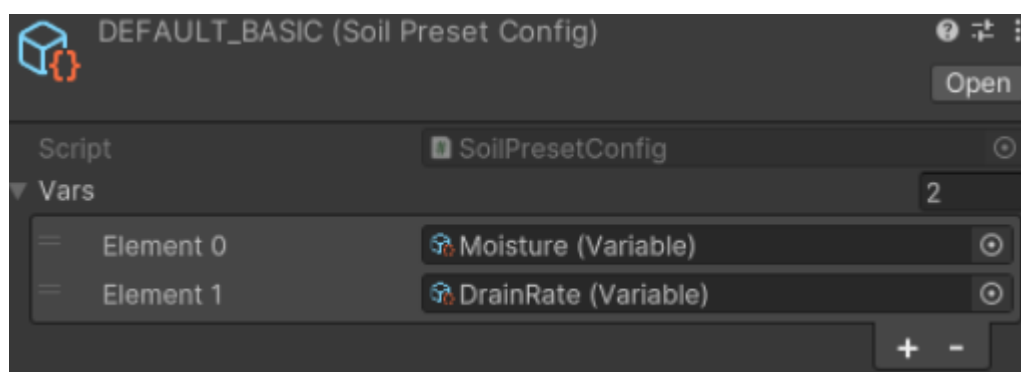 DEFAULT_BASIC (Soil Preset Config)
Open
Script SoilPresetConfig
Vars 2
Element 0 Moisture (Variable)
Element 1 DrainRate (Variable)
+ -